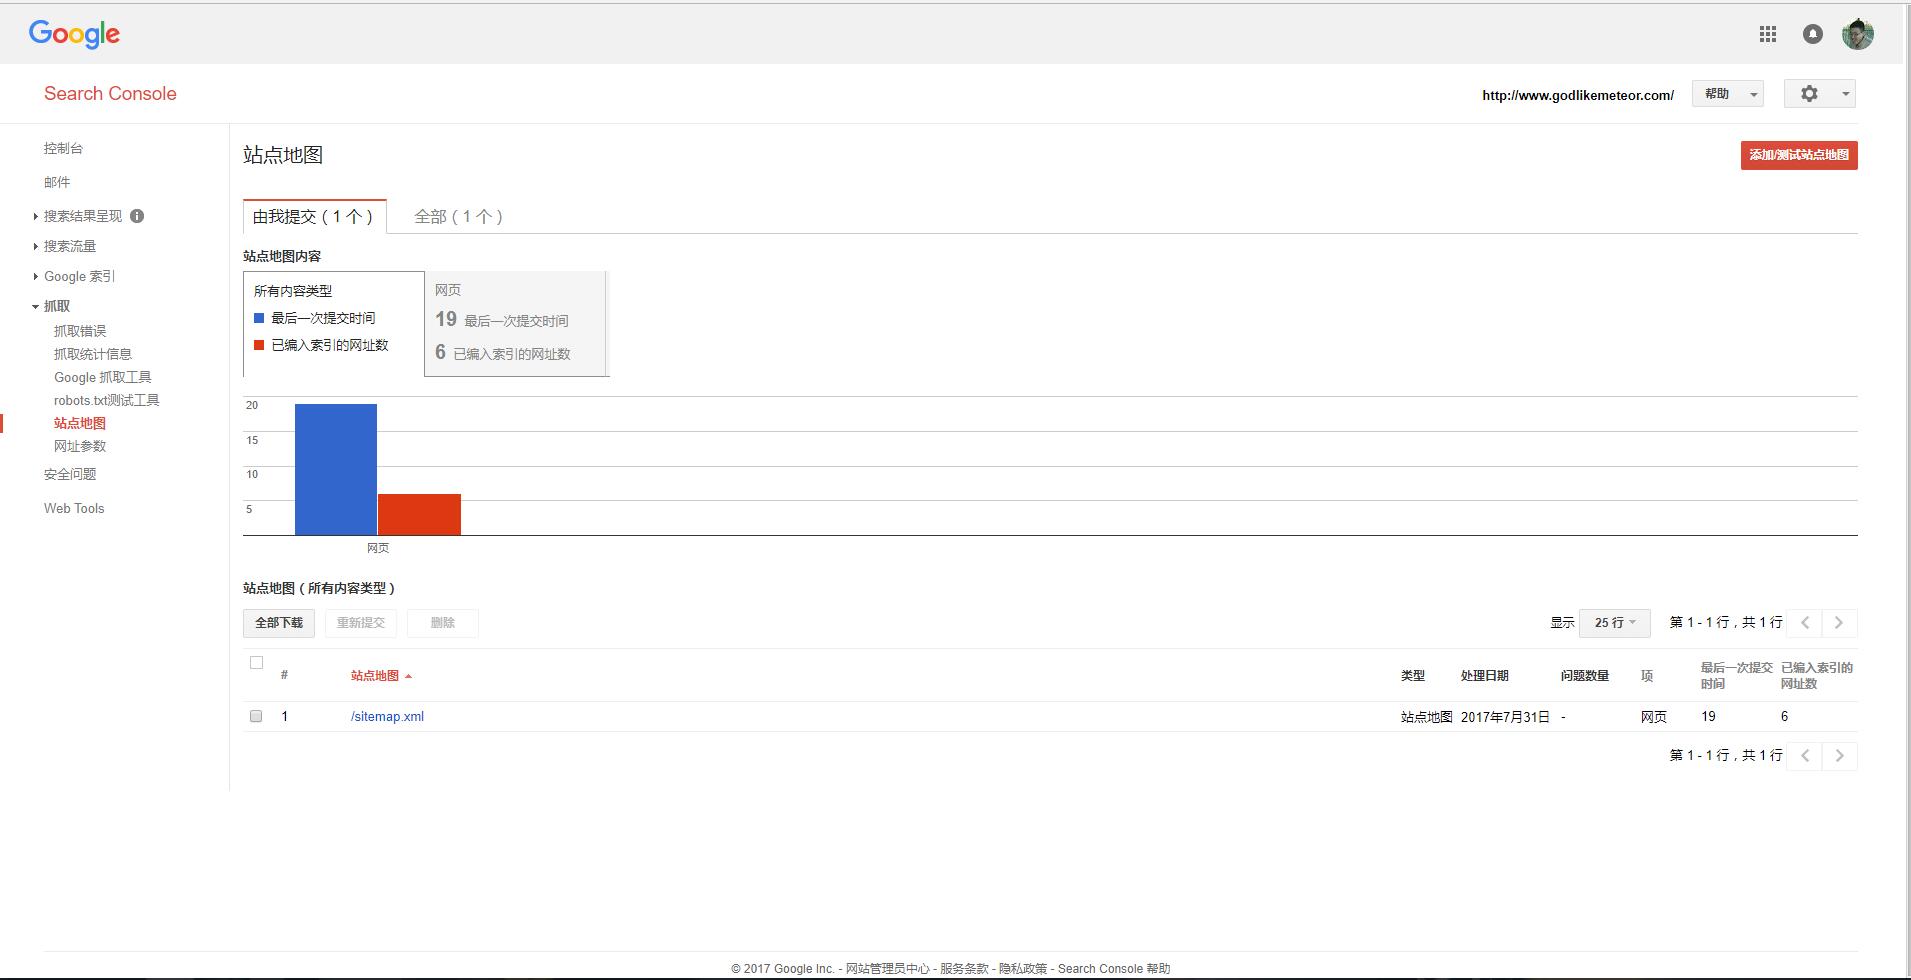 Google
Search Console
http://www.godlikemeteor.com/
帮助
控制台
邮件
搜索结果呈现
搜索流量
Google 索引
抓取
抓取错误
抓取统计信息
Google 抓取工具
robots.txt测试工具
站点地图
网址参数
安全问题
Web Tools
站点地图
添加/测试站点地图
由我提交 ( 1 个 )
全部 ( 1 个 )
站点地图内容
所有内容类型
最后一次提交时间
已编入索引的网址数
网页
19 最后一次提交时间
6 已编入索引的网址数
20
15
10
5
网页
站点地图 ( 所有内容类型 )
全部下载
重新提交
删除
显示
25 行
第 1 - 1 行 , 共 1 行
#
站点地图
类型
处理日期
问题数量
项
最后一次提交
时间
已编入索引的
网址数
1
/sitemap.xml
站点地图
2017年7月31日
-
网页
19
6
第 1 - 1 行 , 共 1 行
© 2017 Google Inc. - 网站管理员中心 - 服务条款 - 隐私政策 - Search Console 帮助